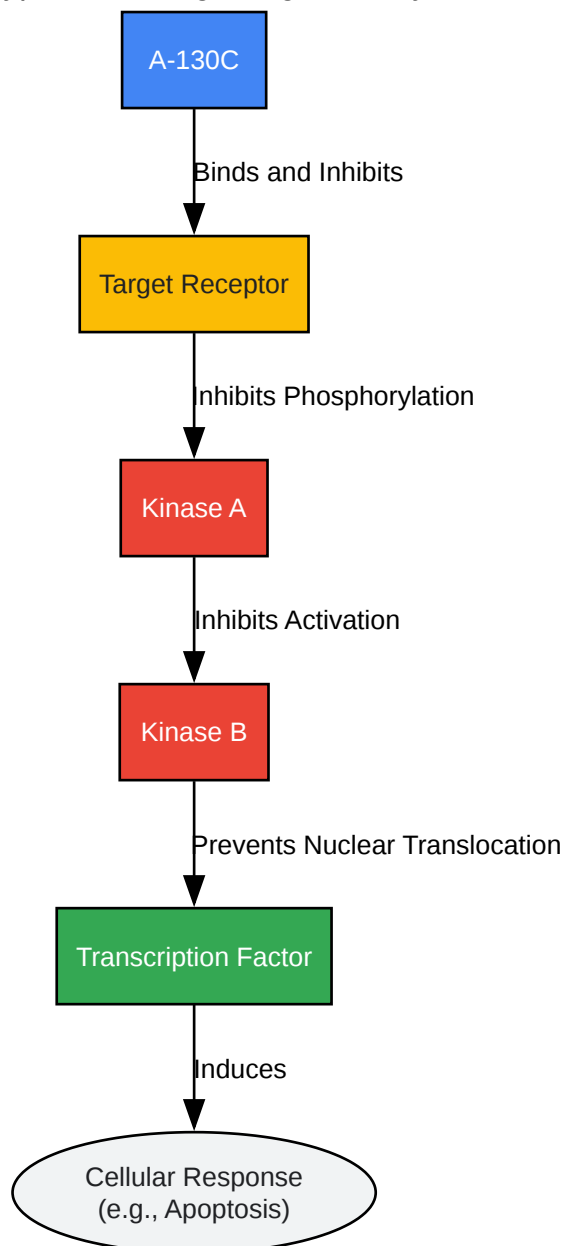 A-130C
Binds and Inhibits
Target Receptor
Inhibits Phosphorylation
Kinase A
Inhibits Activation
Kinase B
Prevents Nuclear Translocation
Transcription Factor
Induces
Cellular Response
(e.g., Apoptosis)